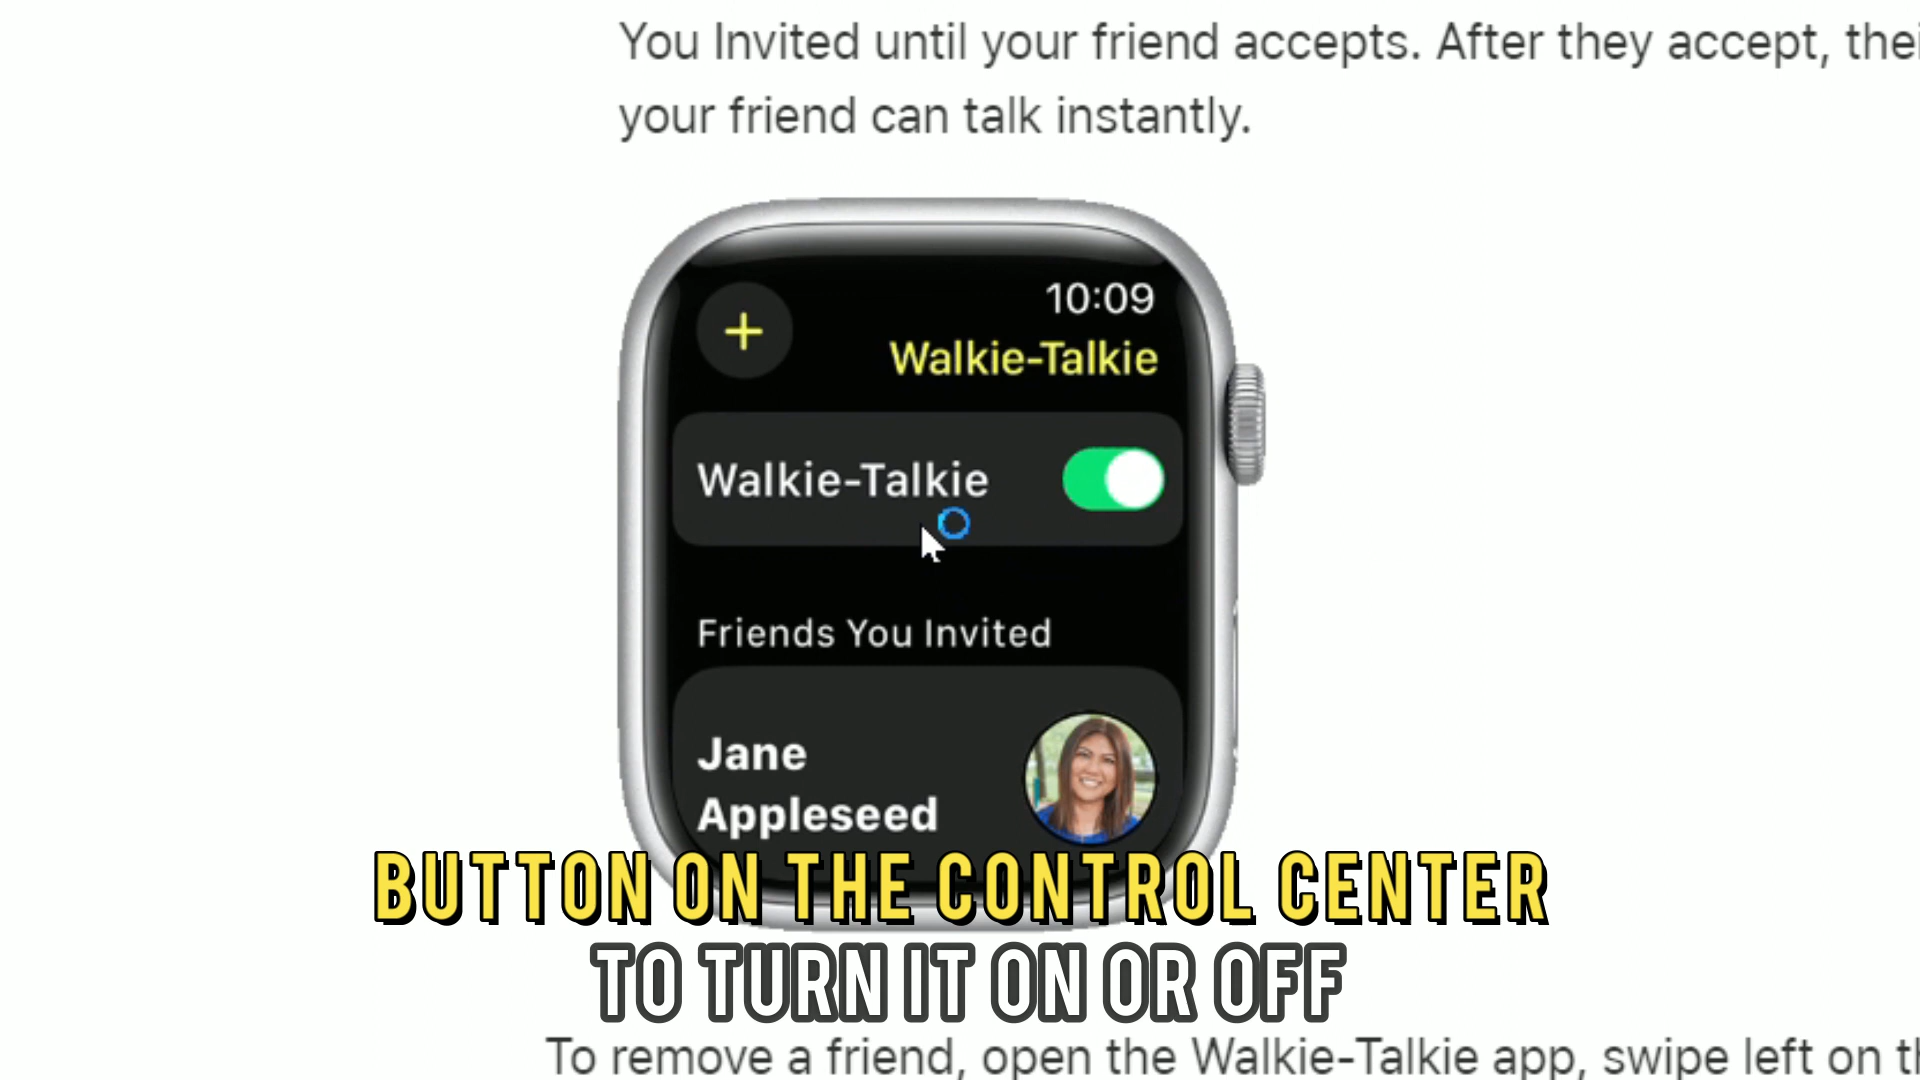 You Invited until your friend accepts. After they accept, thei
your friend can talk instantly.
10:09
+
Walkie-Talkie
Walkie-Talkie
Friends You Invited
Jane
Appleseed
BUTTON ON THE CONTROL CENTER
TO TURN IT ON OR OFF
To remove a friend, open the Walkie-Talkie app, swipe left on th